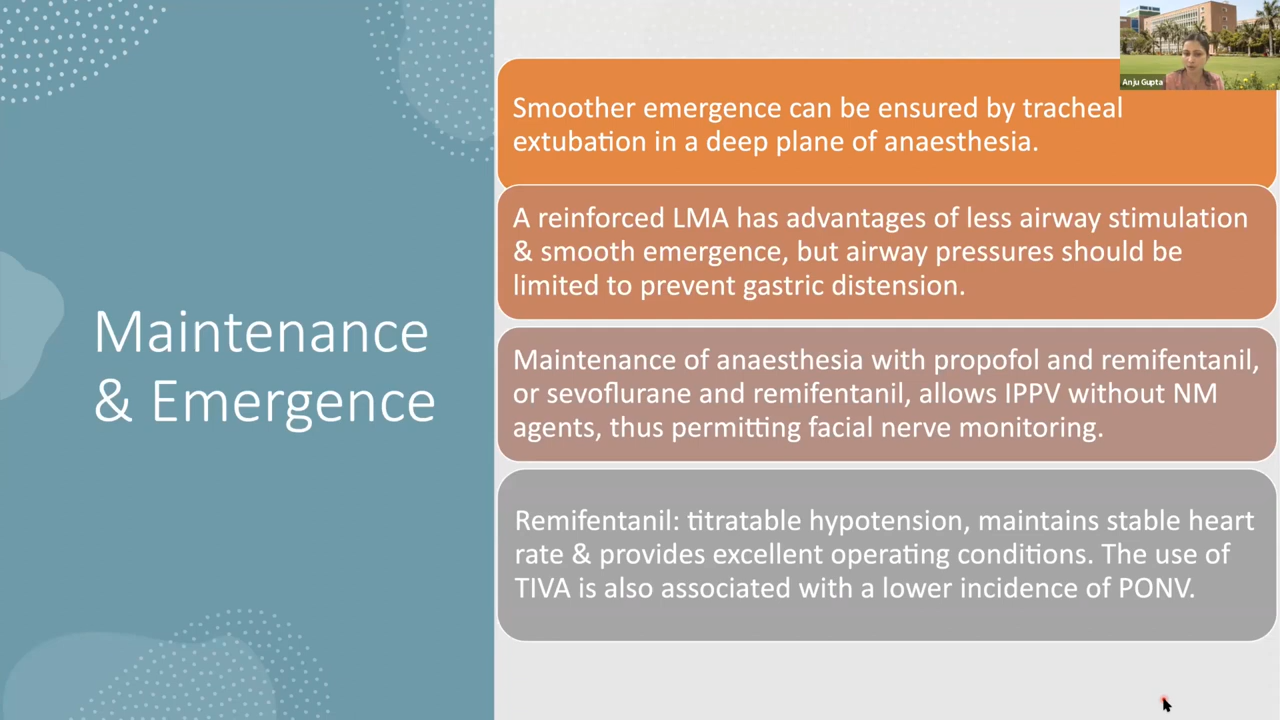 Anju Gupta
Smoother emergence can be ensured by tracheal
extubation in a deep plane of anaesthesia.
A reinforced LMA has advantages of less airway stimulation
& smooth emergence, but airway pressures should be
limited to prevent gastric distension.
Maintenance
& Emergence
Maintenance of anaesthesia with propofol and remifentanil,
or sevoflurane and remifentanil, allows IPPV without NM
agents, thus permitting facial nerve monitoring.
Remifentanil: titratable hypotension, maintains stable heart
rate & provides excellent operating conditions. The use of
TIVA is also associated with a lower incidence of PONV.